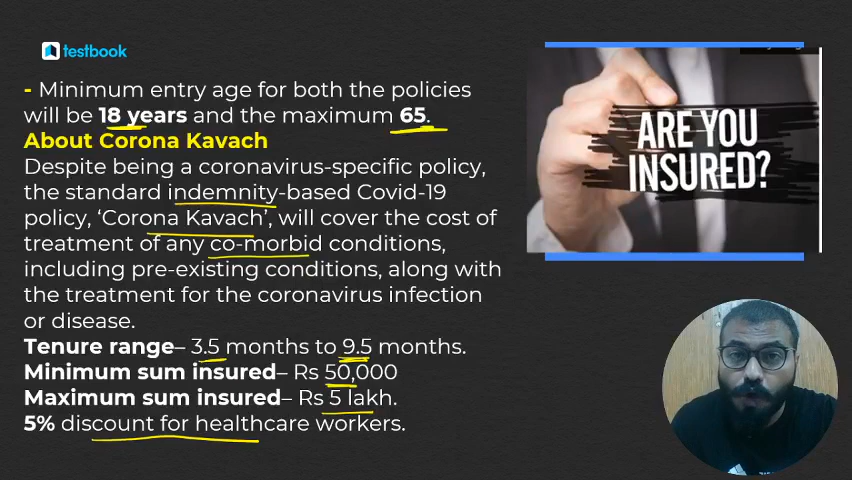 testbook
- Minimum entry age for both the policies
will be 18 years and the maximum 65.
About Corona Kavach
Despite being a coronavirus-specific policy,
the standard indemnity-based Covid-19
policy, ‘Corona Kavach’, will cover the cost of
treatment of any co-morbid conditions,
including pre-existing conditions, along with
the treatment for the coronavirus infection
or disease.
Tenure range– 3.5 months to 9.5 months.
Minimum sum insured– Rs 50,000
Maximum sum insured– Rs 5 lakh.
5% discount for healthcare workers.
ARE YOU
INSURED?